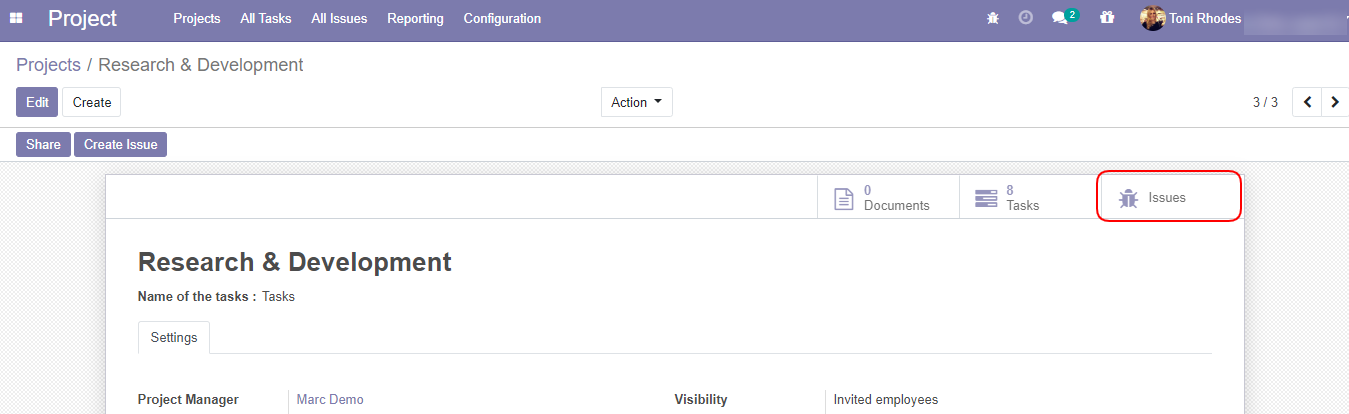 Project Projects All Tasks All Issues Reporting Configuration 2 Toni Rhodes
Projects / Research & Development
Edit Create Action 3 / 3
Share Create Issue
0 Documents 8 Tasks Issues
Research & Development
Name of the tasks : Tasks
Settings
Project Manager Marc Demo Visibility Invited employees